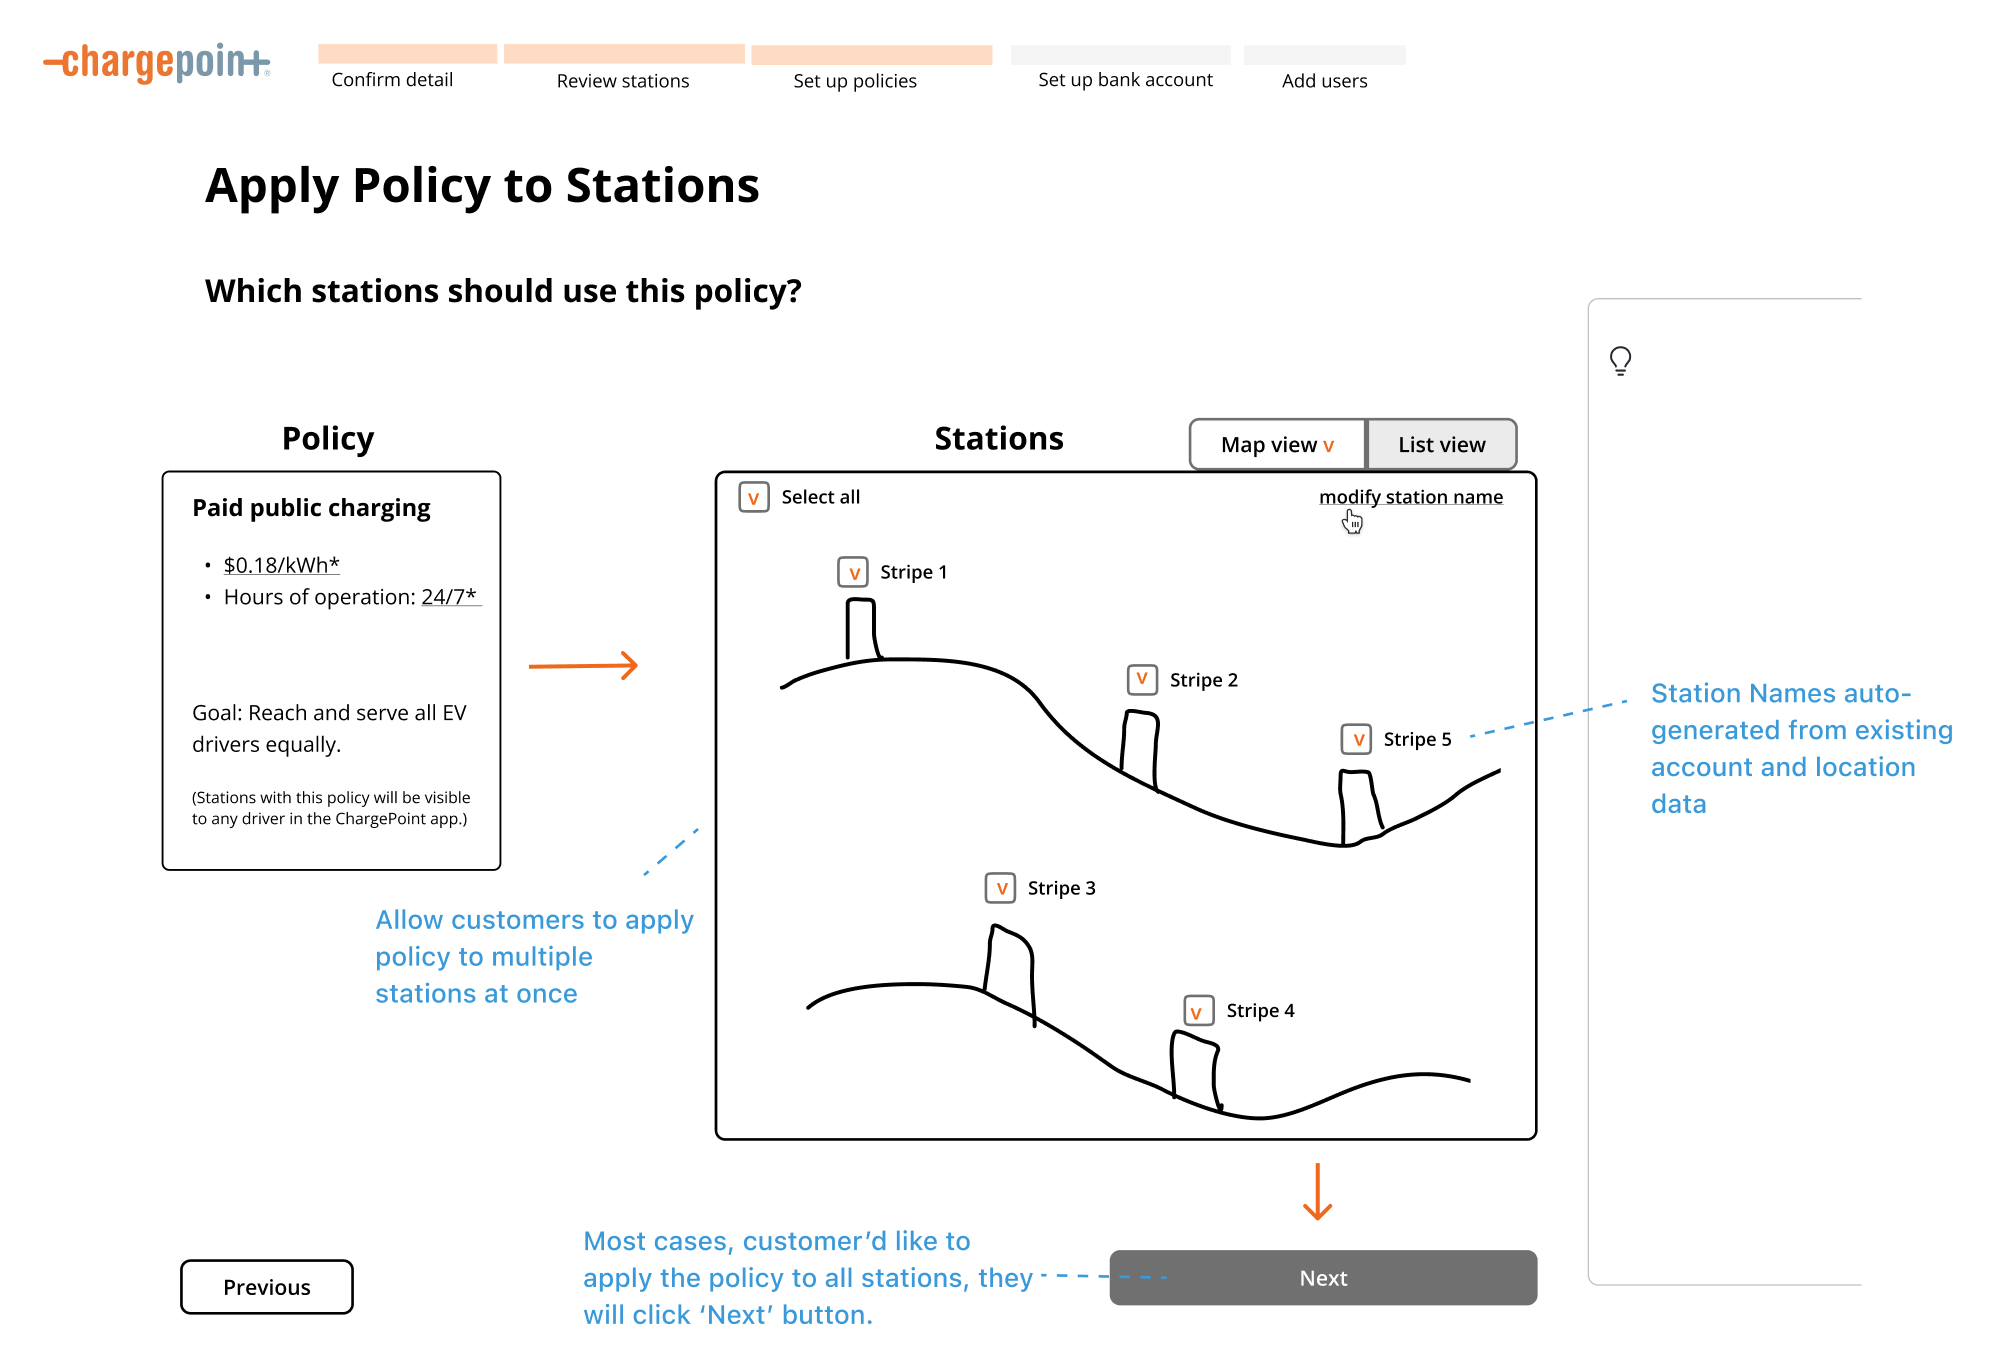 chargepoint®
Confirm detail
Review stations
Set up policies
Set up bank account
Add users
Apply Policy to Stations
Which stations should use this policy?
Policy
Paid public charging
• $0.18/kWh*
• Hours of operation: 24/7*
Goal: Reach and serve all EV
drivers equally.
(Stations with this policy will be visible
to any driver in the ChargePoint app.)
Stations
Map view v
List view
v Select all
modify station name
v Stripe 1
v Stripe 2
v Stripe 5
v Stripe 3
v Stripe 4
Station Names auto-
generated from existing
account and location
data
Allow customers to apply
policy to multiple
stations at once
Most cases, customer’d like to
apply the policy to all stations, they
will click ‘Next’ button.
Previous
Next